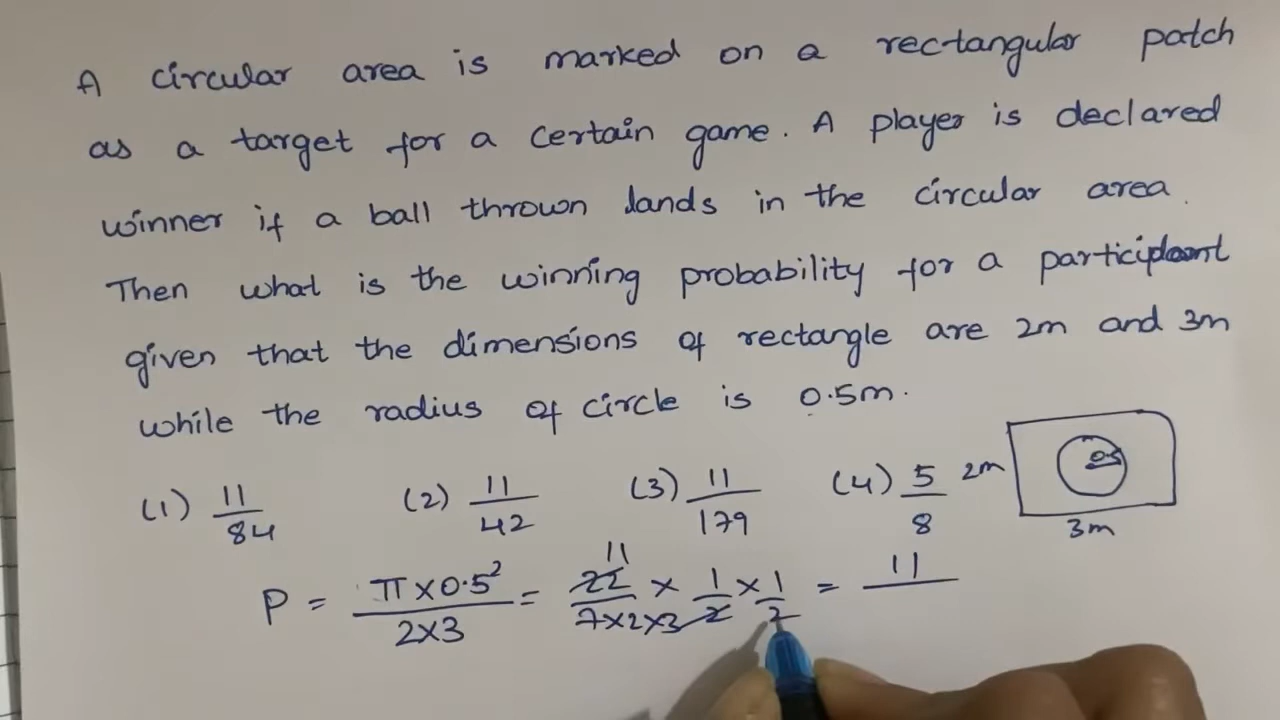 A circular area is marked on a rectangular patch
as a target for a certain game. A player is declared
winner if a ball thrown lands in the circular area.
Then what is the winning probability for a participant
given that the dimensions of rectangle are 2m and 3m
while the radius of circle is 0.5m.
(1) 11/84 (2) 11/42 (3) 11/179 (4) 5/8
2m 0.5 3m
P = π×0.5²/2×3 = 22/7×2×3 11 × 1/2 × 1/2 = 11